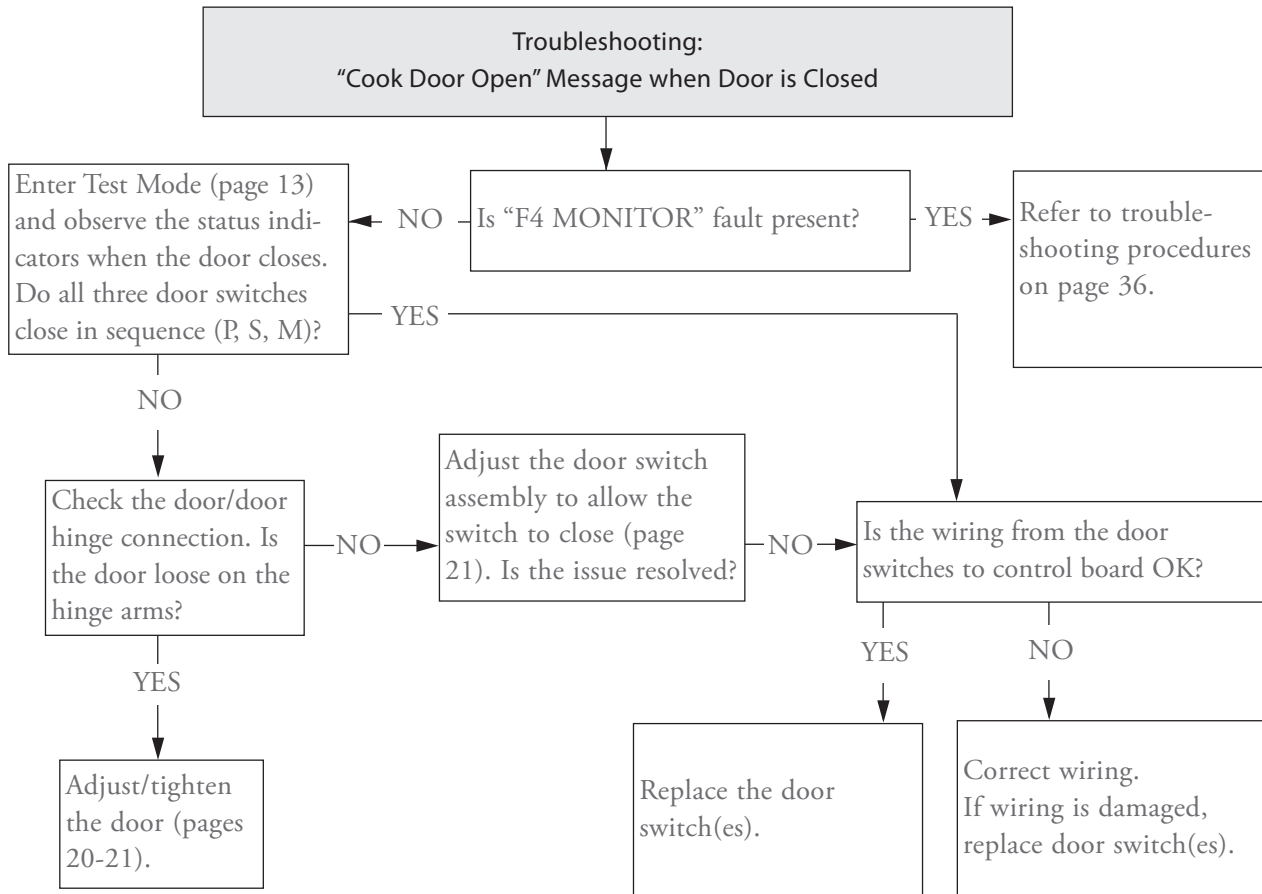 Troubleshooting:
“Cook Door Open” Message when Door is Closed
Is “F4 MONITOR” fault present?
NO
YES
Enter Test Mode (page 13)
and observe the status indi-
cators when the door closes.
Do all three door switches
close in sequence (P, S, M)?
Refer to trouble-
shooting procedures
on page 36.
YES
NO
Check the door/door
hinge connection. Is
the door loose on the
hinge arms?
NO
Adjust the door switch
assembly to allow the
switch to close (page
21). Is the issue resolved?
NO
Is the wiring from the door
switches to control board OK?
YES
YES
NO
Adjust/tighten
the door (pages
20-21).
Replace the door
switch(es).
Correct wiring.
If wiring is damaged,
replace door switch(es).